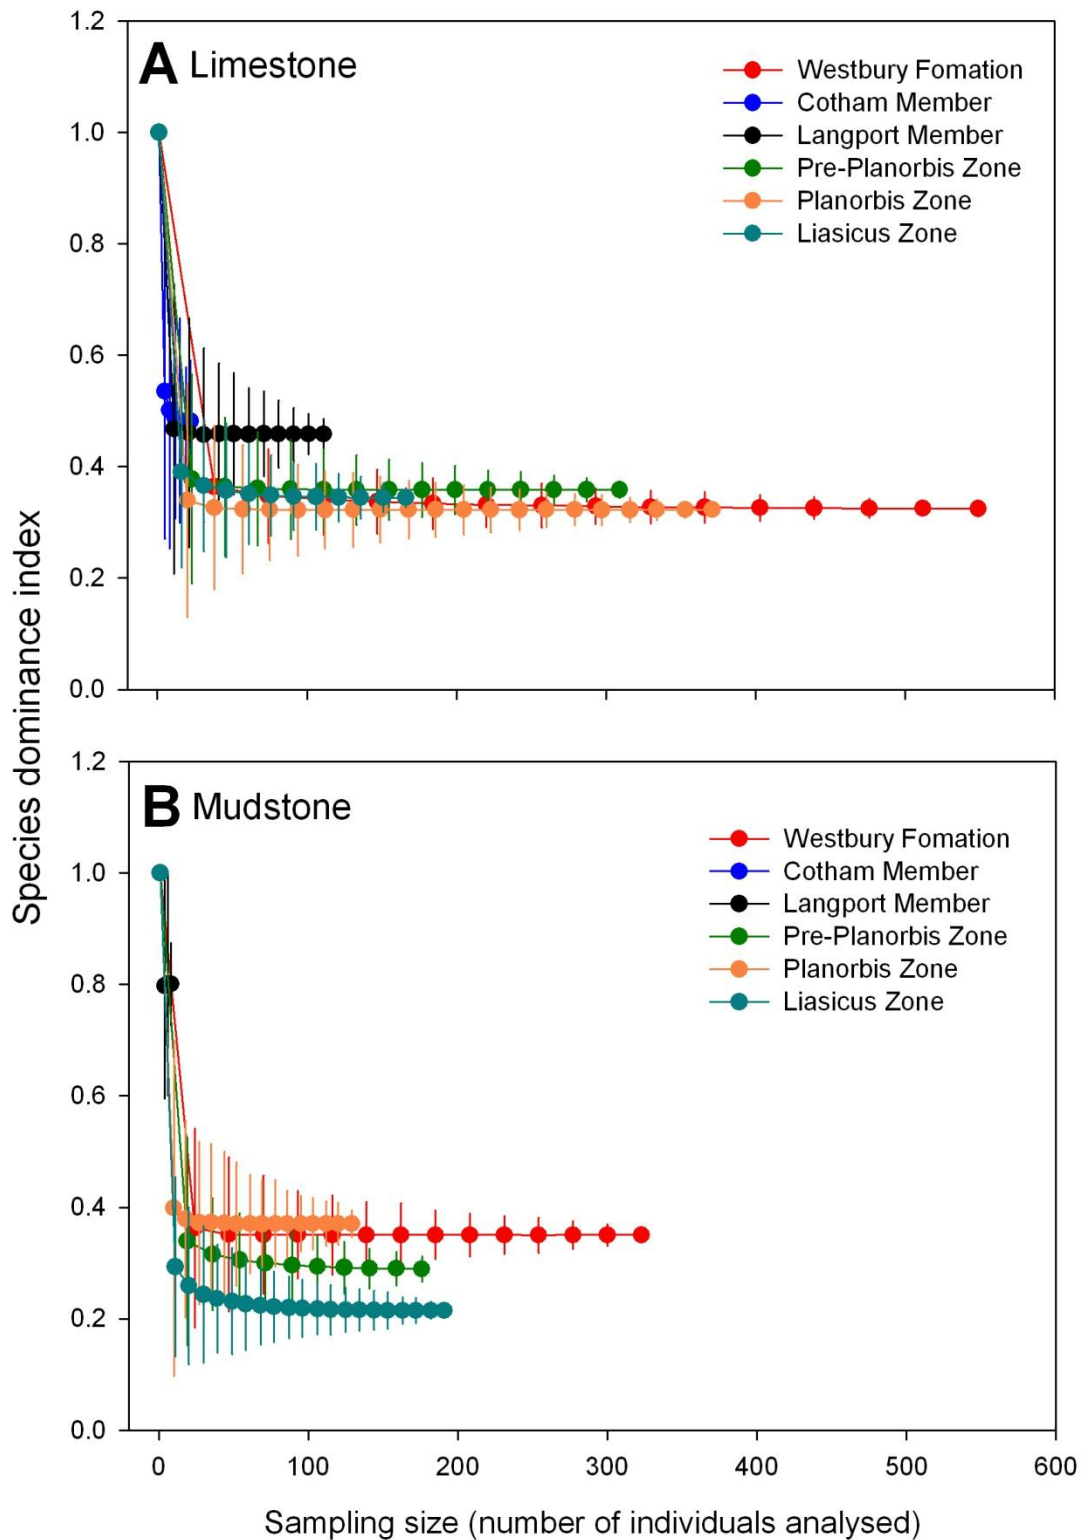 Species dominance index
1.2
1.0
0.8
0.6
0.4
0.2
0.0
A Limestone
Westbury Fomation
Cotham Member
Langport Member
Pre-Planorbis Zone
Planorbis Zone
Liasicus Zone
1.2
1.0
0.8
0.6
0.4
0.2
0.0
B Mudstone
Westbury Fomation
Cotham Member
Langport Member
Pre-Planorbis Zone
Planorbis Zone
Liasicus Zone
0 100 200 300 400 500 600
Sampling size (number of individuals analysed)